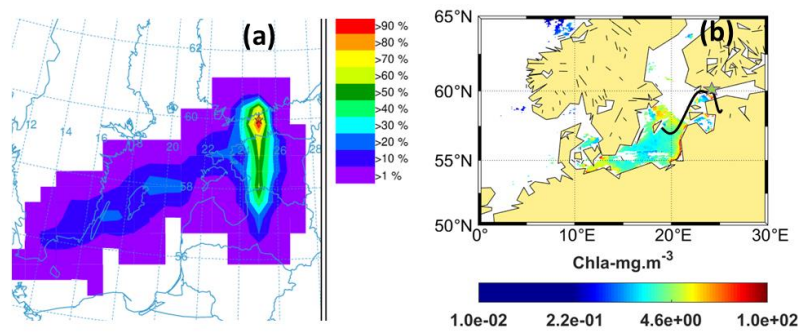 (a)
62
60
12
14
16
18
20
22
26
28
58
56
>90 %
>80 %
>70 %
>60 %
>50 %
>40 %
>30 %
>20 %
>10 %
>1 %
(b)
65°N
60°N
55°N
50°N
0°
10°E
20°E
30°E
Chla-mg.m-3
1.0e-02
2.2e-01
4.6e+00
1.0e+02